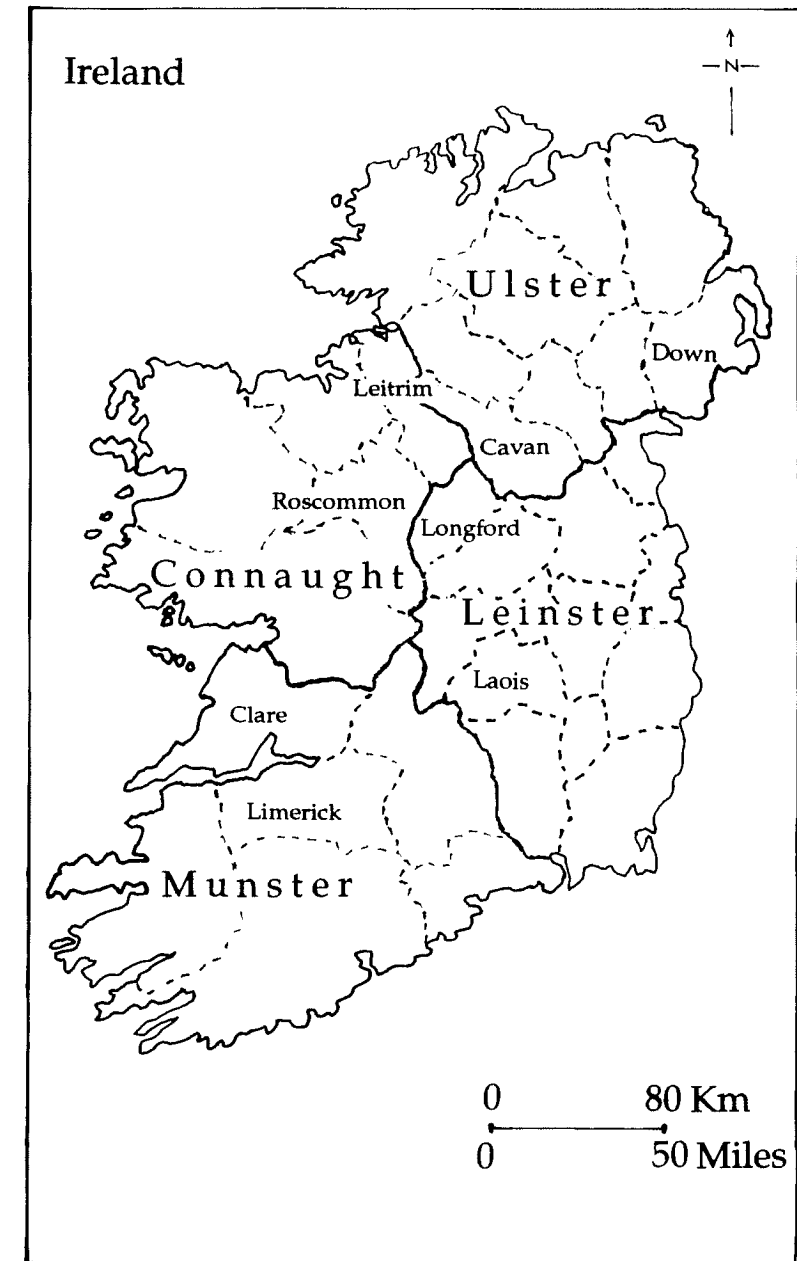 Ireland
N
Ulster
Down
Leitrim
Cavan
Roscommon
Longford
Connaught
Leinster
Laois
Clare
Limerick
Munster
0 80 Km
0 50 Miles